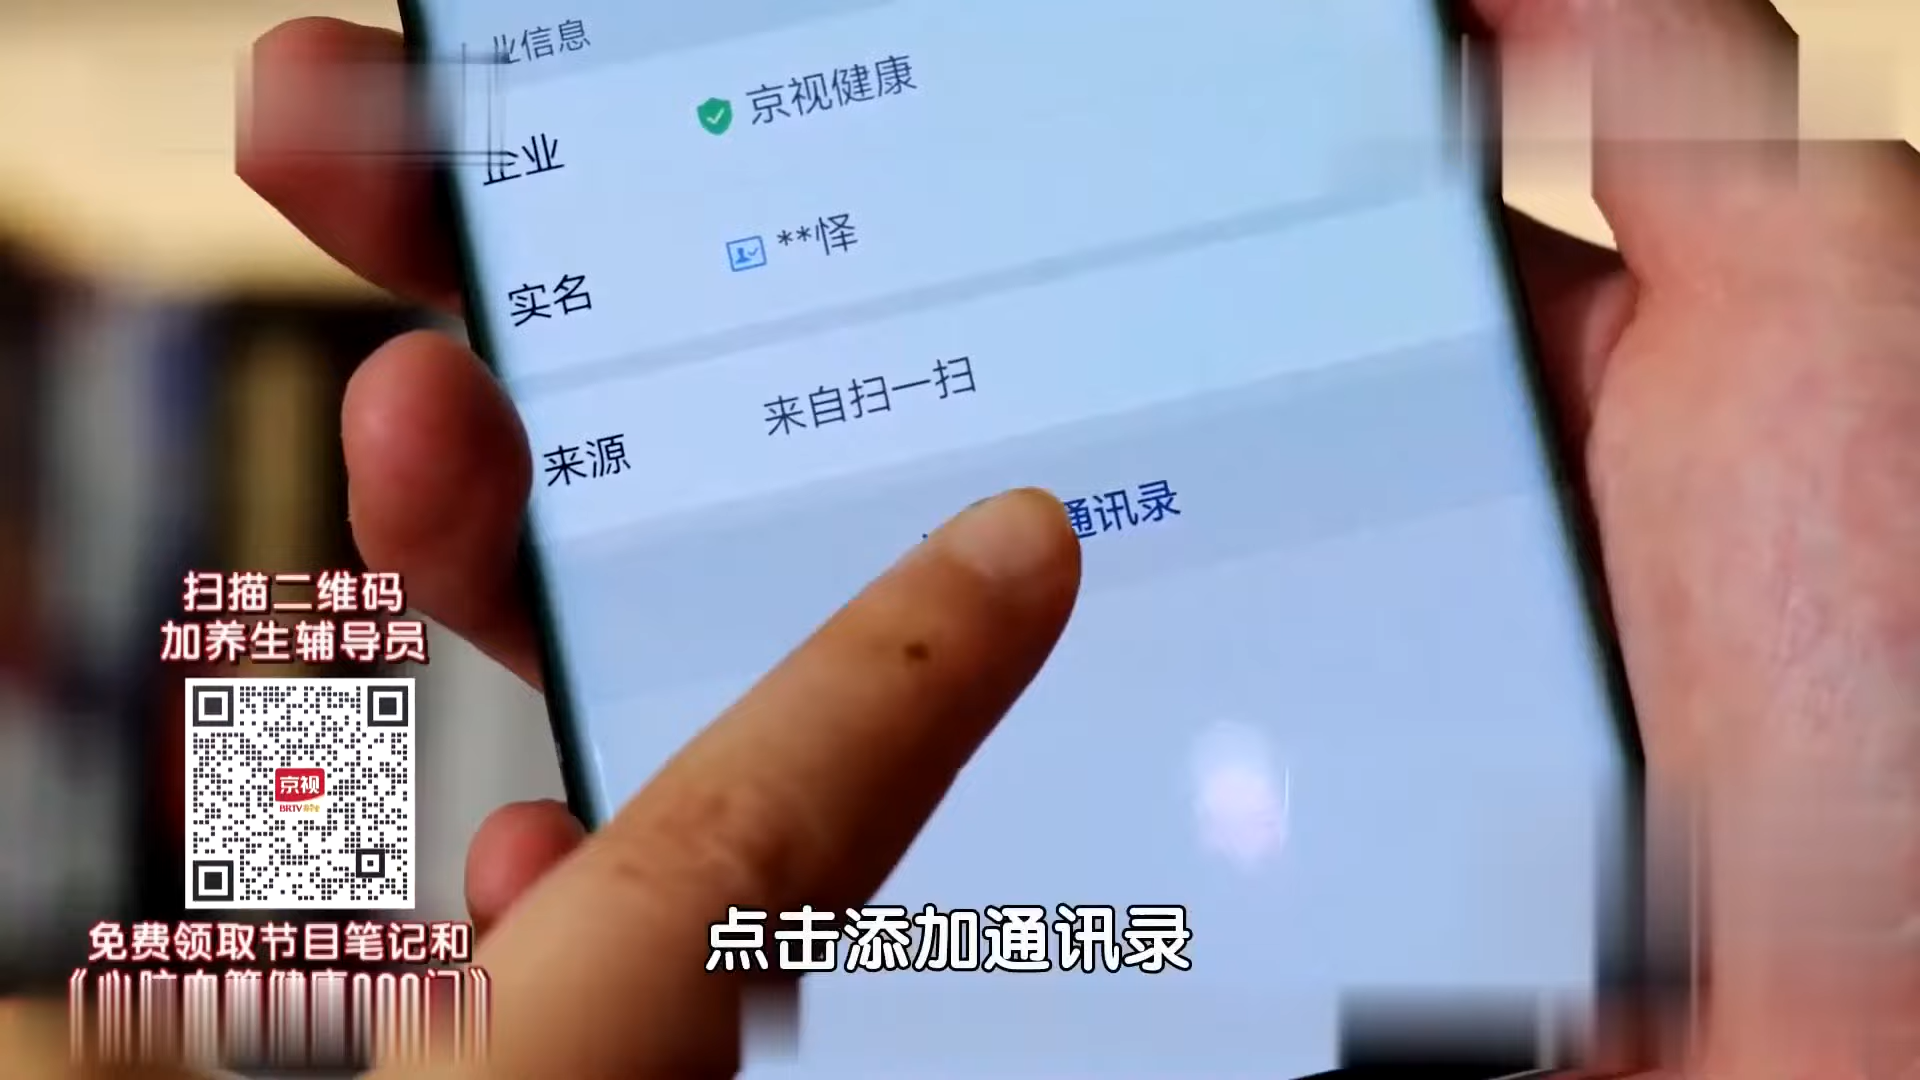 业信息
企业
京视健康
实名
**怿
来源
来自扫一扫
通讯录
扫描二维码
加养生辅导员
京视
BRTV
免费领取节目笔记和
点击添加通讯录